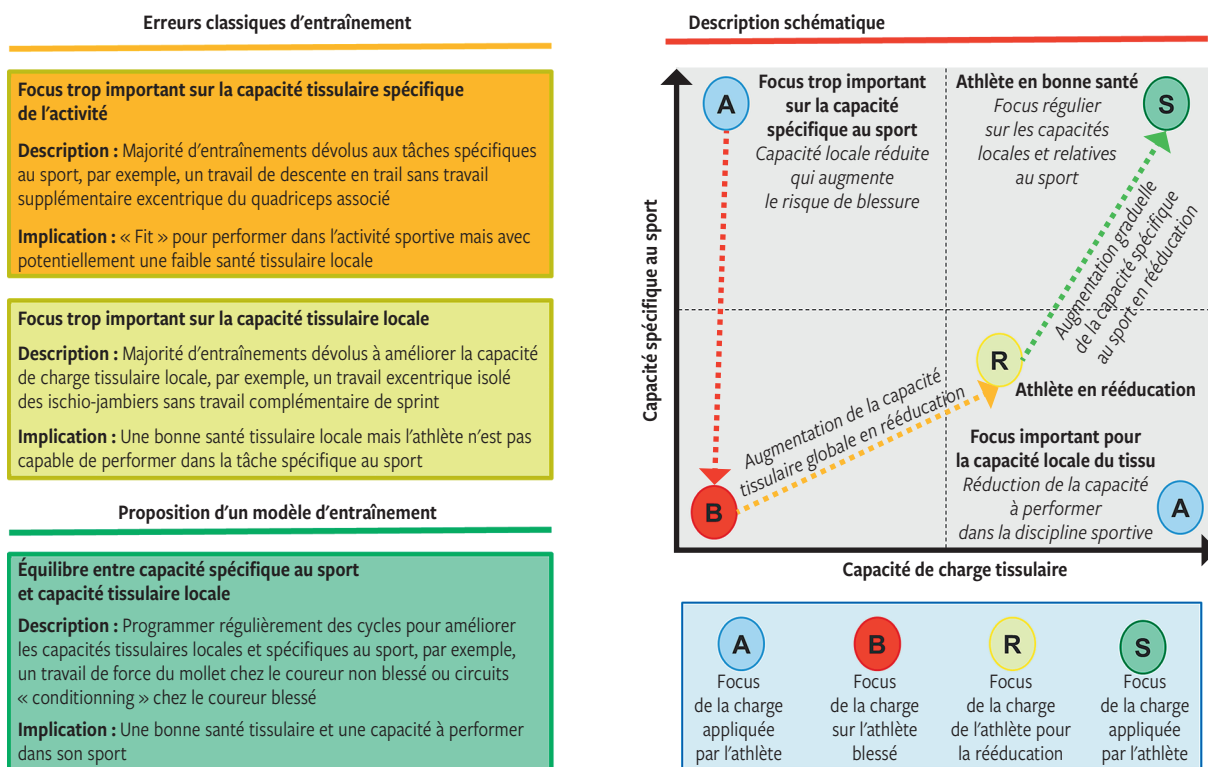 Erreurs classiques d'entraînement
Focus trop important sur la capacité tissulaire spécifique
de l'activité
Description : Majorité d'entraînements dévolus aux tâches spécifiques
au sport, par exemple, un travail de descente en trail sans travail
supplémentaire excentrique du quadriceps associé
Implication : « Fit » pour performer dans l'activité sportive mais avec
potentiellement une faible santé tissulaire locale
Focus trop important sur la capacité tissulaire locale
Description : Majorité d'entraînements dévolus à améliorer la capacité
de charge tissulaire locale, par exemple, un travail excentrique isolé
des ischio-jambiers sans travail complémentaire de sprint
Implication : Une bonne santé tissulaire locale mais l'athlète n'est pas
capable de performer dans la tâche spécifique au sport
Proposition d'un modèle d'entraînement
Équilibre entre capacité spécifique au sport
et capacité tissulaire locale
Description : Programmer régulièrement des cycles pour améliorer
les capacités tissulaires locales et spécifiques au sport, par exemple,
un travail de force du mollet chez le coureur non blessé ou circuits
« conditionning » chez le coureur blessé
Implication : Une bonne santé tissulaire et une capacité à performer
dans son sport
Description schématique
Capacité spécifique au sport
A
Focus trop important
sur la capacité
spécifique au sport
Capacité locale réduite
qui augmente
le risque de blessure
Athlète en bonne santé
Focus régulier
sur les capacités
locales et relatives
au sport
S
Augmentation graduelle
de la capacité spécifique
au sport en rééducation
R
Athlète en rééducation
Augmentation de la capacité
tissulaire globale en rééducation
B
Focus important pour
la capacité locale du tissu
Réduction de la capacité
à performer
dans la discipline sportive
A
Capacité de charge tissulaire
A
Focus
de la charge
appliquée
par l'athlète
B
Focus
de la charge
sur l'athlète
blessé
R
Focus
de la charge
de l'athlète pour
la rééducation
S
Focus
de la charge
appliquée
par l'athlète